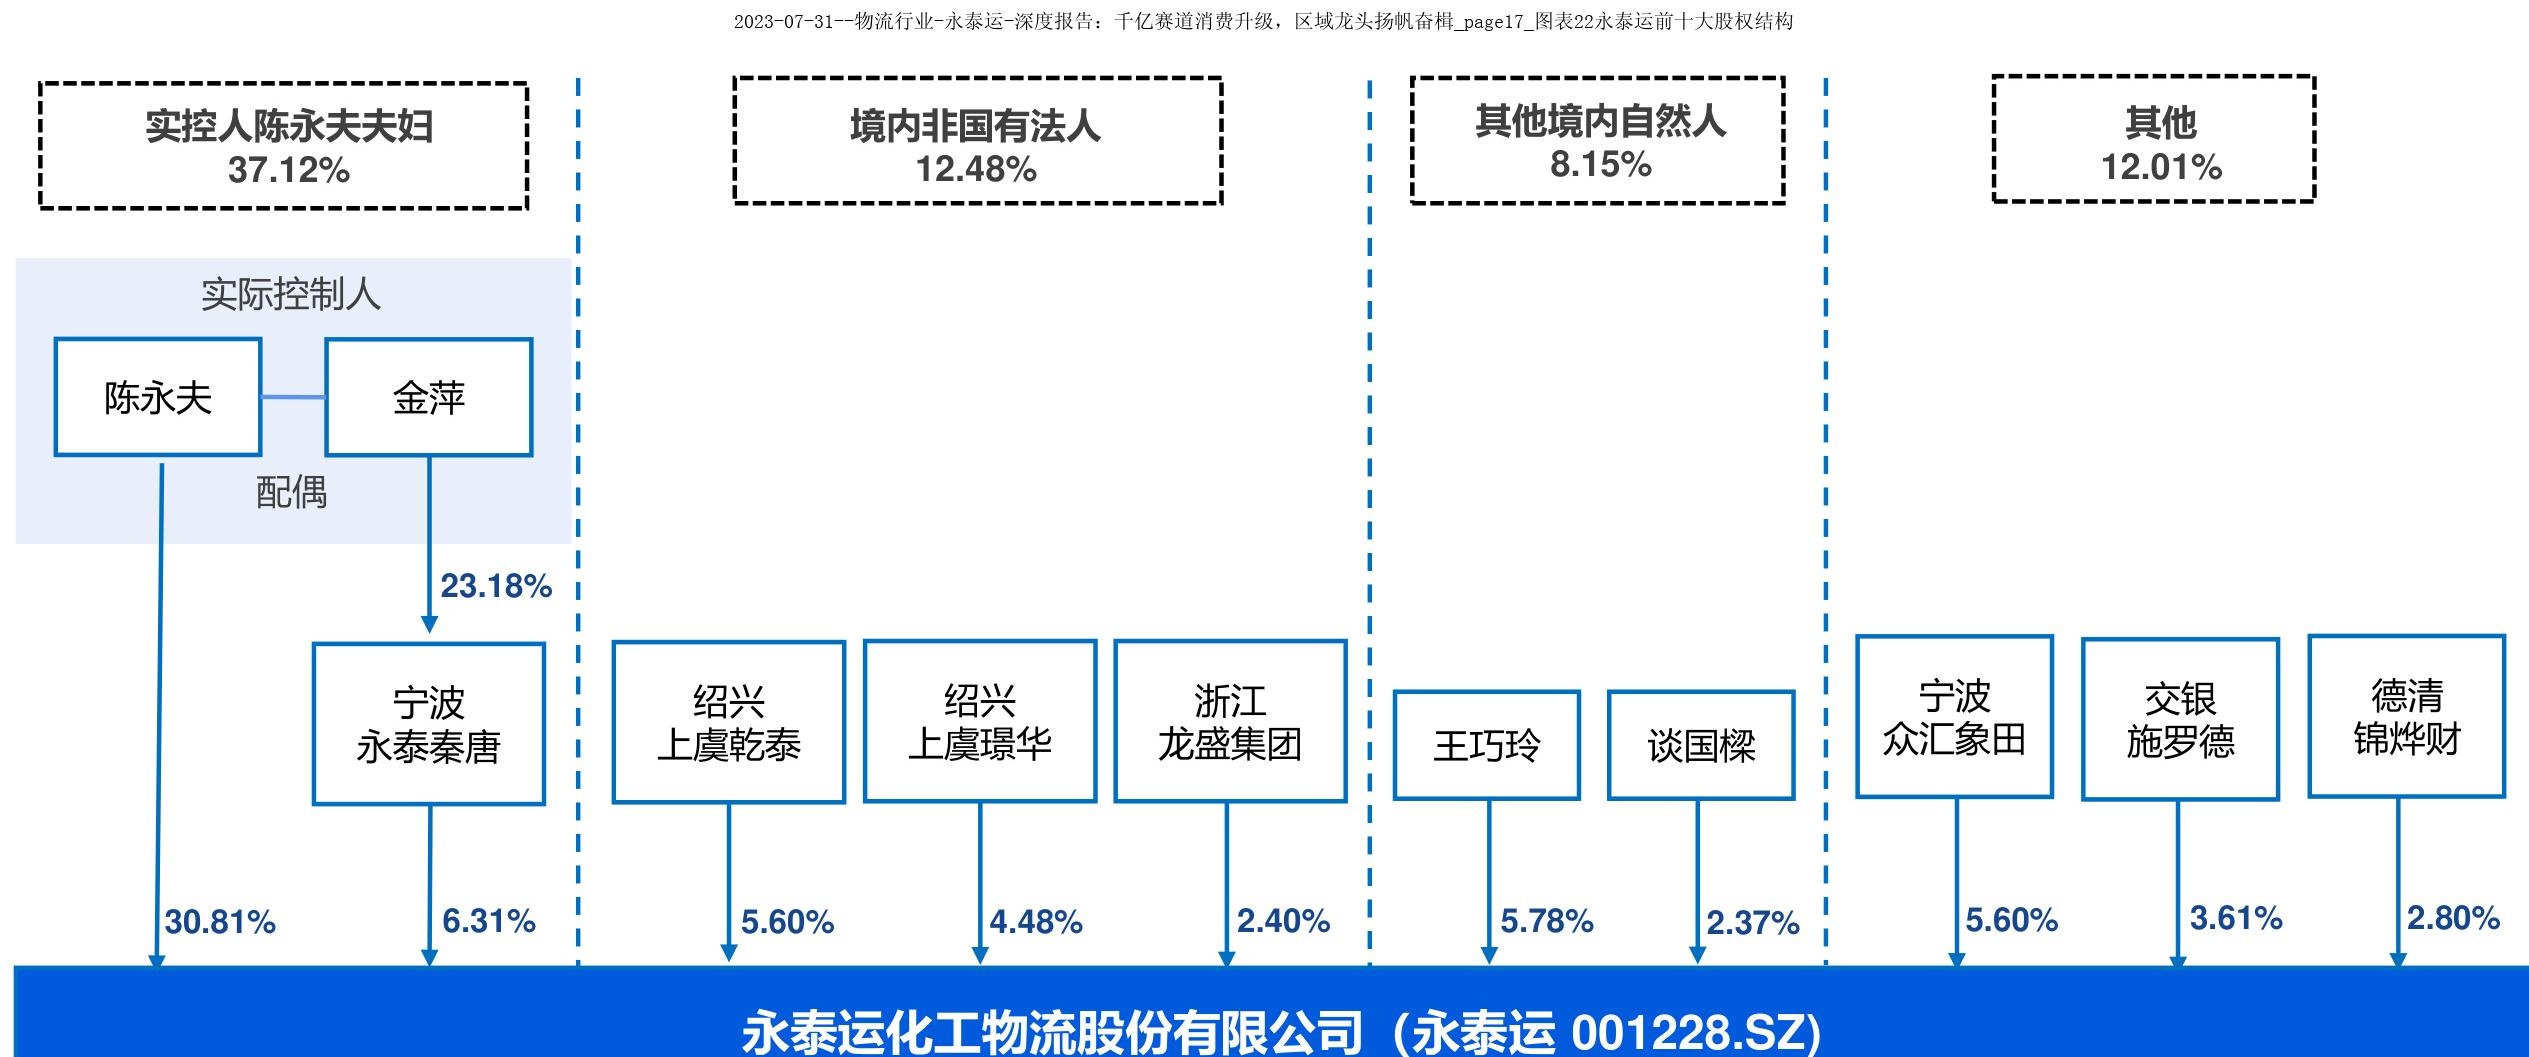 2023-07-31--物流行业-永泰运-深度报告：千亿赛道消费升级，区域龙头扬帆奋楫_page17_图表22永泰运前十大股权结构
实控人陈永夫夫妇
37.12%
境内非国有法人
12.48%
其他境内自然人
8.15%
其他
12.01%
实际控制人
陈永夫
金萍
配偶
23.18%
宁波
永泰秦唐
绍兴
上虞乾泰
绍兴
上虞璟华
浙江
龙盛集团
王巧玲
谈国樑
宁波
众汇象田
交银
施罗德
德清
锦烨财
30.81%
6.31%
5.60%
4.48%
2.40%
5.78%
2.37%
5.60%
3.61%
2.80%
永泰运化工物流股份有限公司（永泰运 001228.SZ)